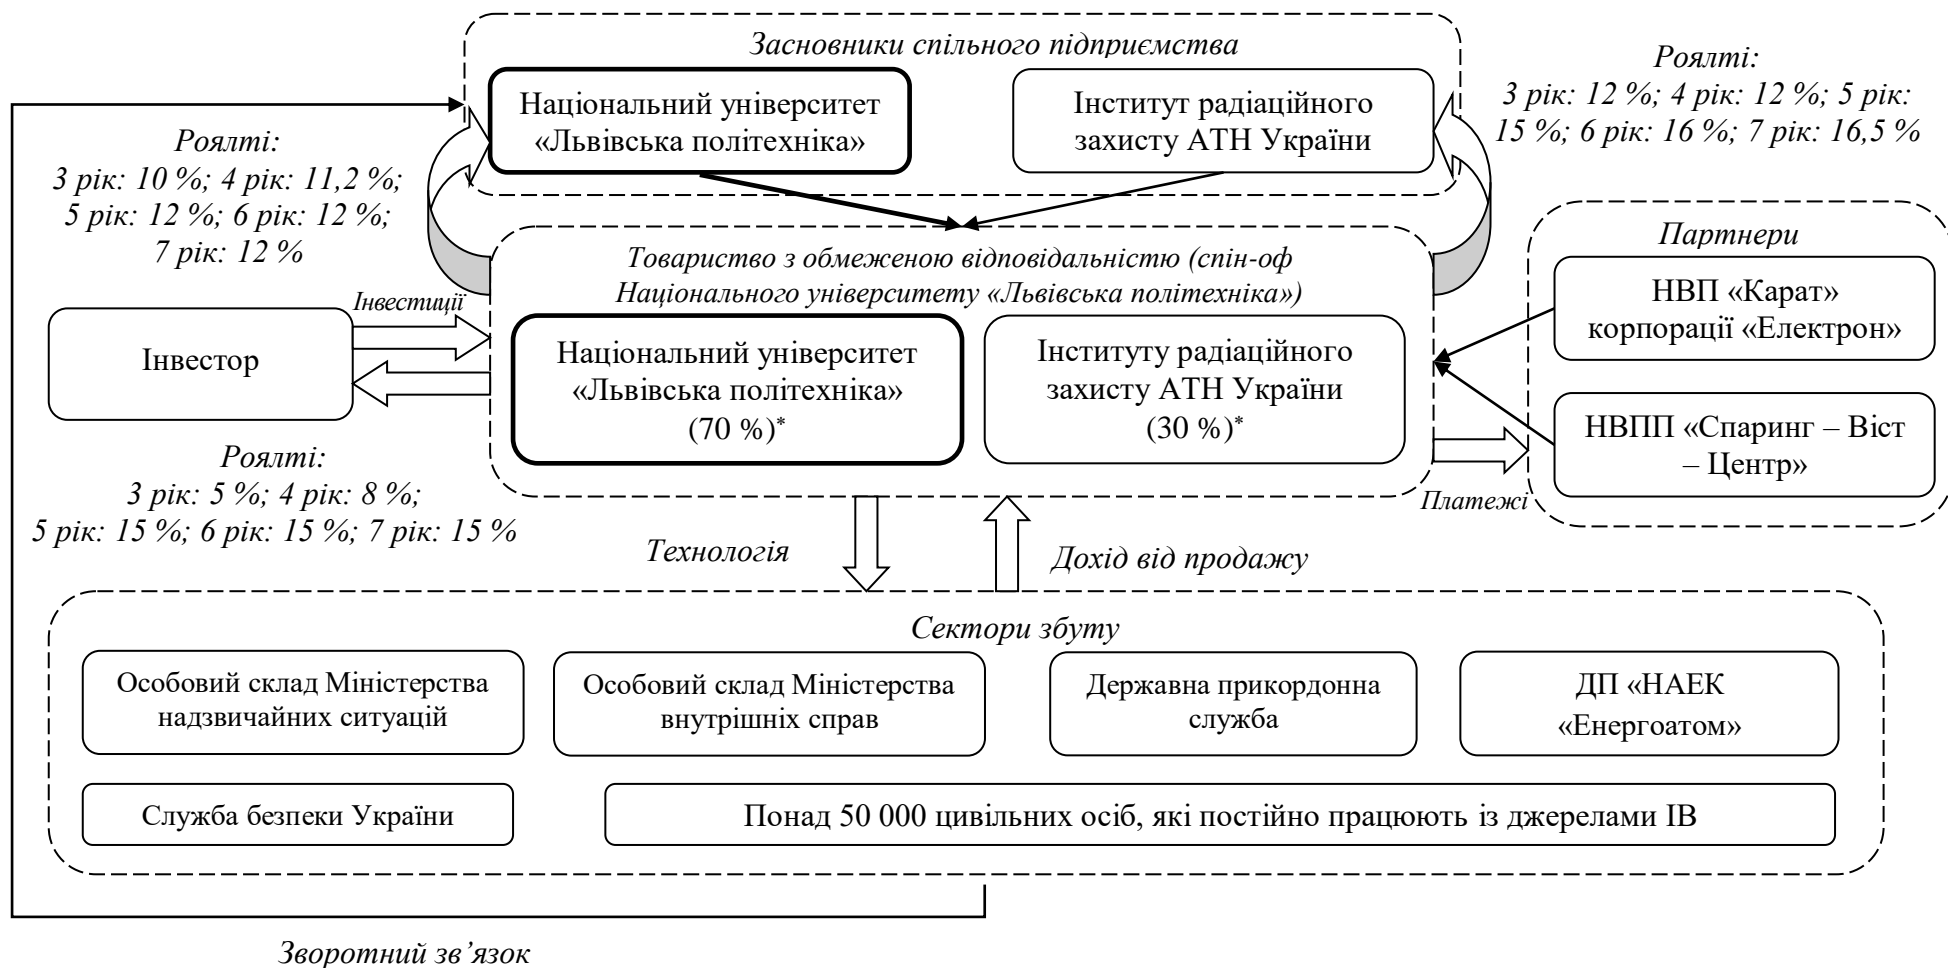 Засновники спільного підприємства
Національний університет
«Львівська політехніка»
Інститут радіаційного
захисту АТН України
Роялті:
3 рік: 12 %; 4 рік: 12 %; 5 рік:
15 %; 6 рік: 16 %; 7 рік: 16,5 %
Роялті:
3 рік: 10 %; 4 рік: 11,2 %;
5 рік: 12 %; 6 рік: 12 %;
7 рік: 12 %
Товариство з обмеженою відповідальністю (спін-оф
Національного університету «Львівська політехніка»)
Національний університет
«Львівська політехніка»
(70 %)*
Інституту радіаційного
захисту АТН України
(30 %)*
Партнери
НВП «Карат»
корпорації «Електрон»
НВПП «Спаринг – Віст
– Центр»
Інвестиції
Інвестор
Роялті:
3 рік: 5 %; 4 рік: 8 %;
5 рік: 15 %; 6 рік: 15 %; 7 рік: 15 %
Платежі
Технологія
Дохід від продажу
Сектори збуту
Особовий склад Міністерства
надзвичайних ситуацій
Особовий склад Міністерства
внутрішніх справ
Державна прикордонна
служба
ДП «НАЕК
«Енергоатом»
Служба безпеки України
Понад 50 000 цивільних осіб, які постійно працюють із джерелами ІВ
Зворотний зв’язок